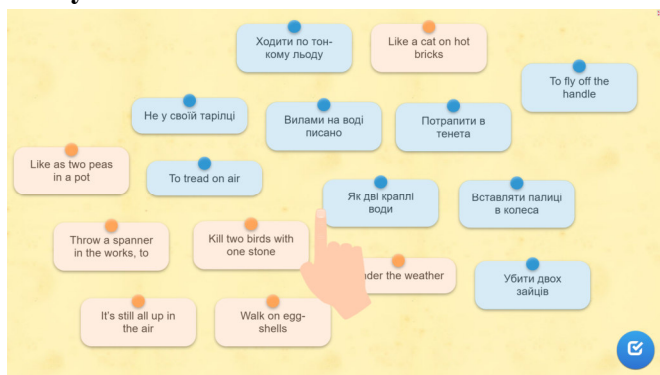 Ходити по тон-
кому льоду
Like a cat on hot
bricks
To fly off the
handle
Не у своїй тарілці
Вилами на воді
писано
Потрапити в
тенета
Like as two peas
in a pot
To tread on air
Як дві краплі
води
Вставляти палиці
в колеса
Throw a spanner
in the works, to
Kill two birds with
one stone
the weather
Убити двох
зайців
It's still all up in
the air
Walk on egg-
shells